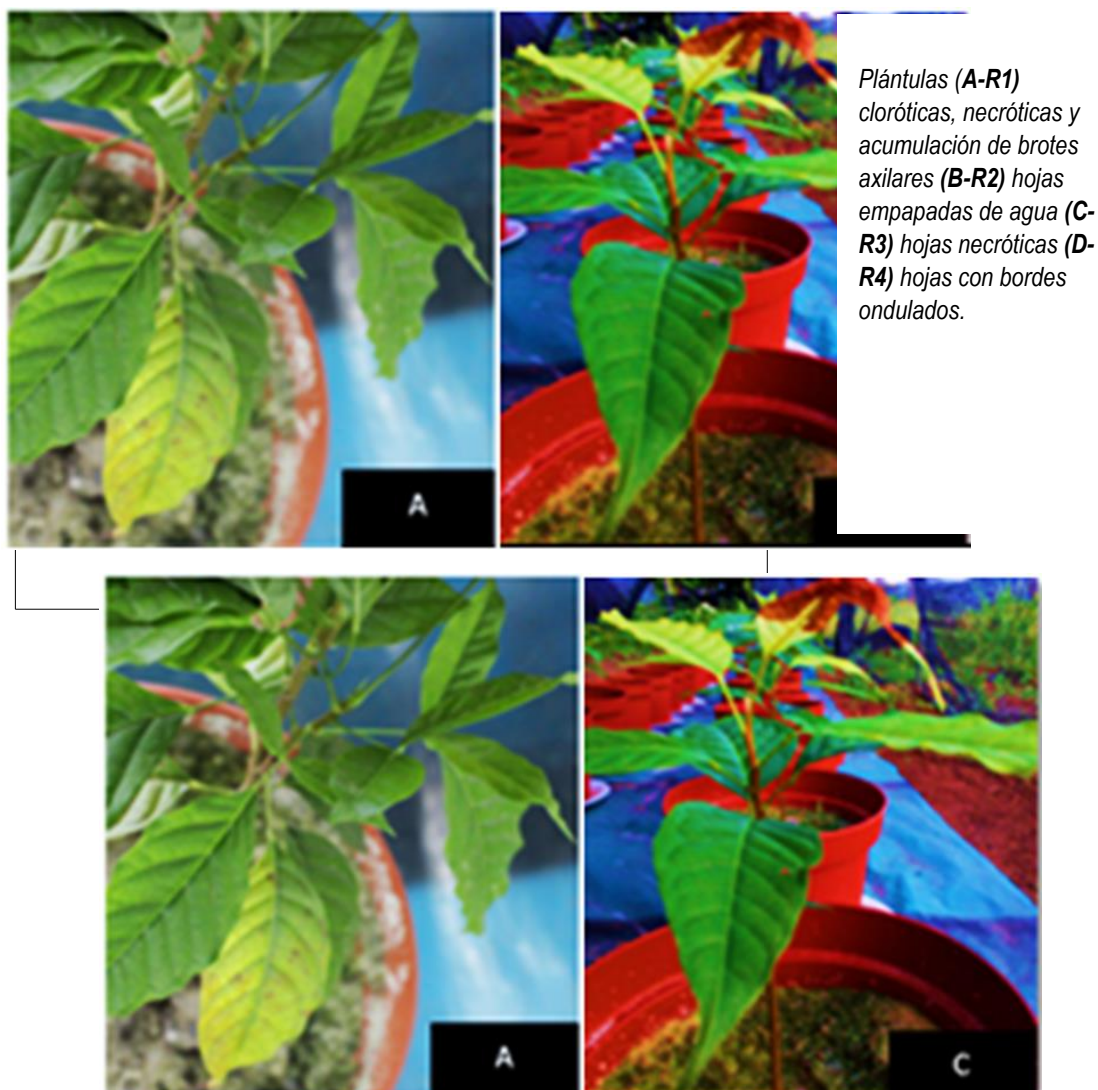 Plántulas (A-R1)
cloróticas, necróticas y
acumulación de brotes
axilares (B-R2) hojas
empapadas de agua (C-
R3) hojas necróticas (D-
R4) hojas con bordes
ondulados.
A
A
C